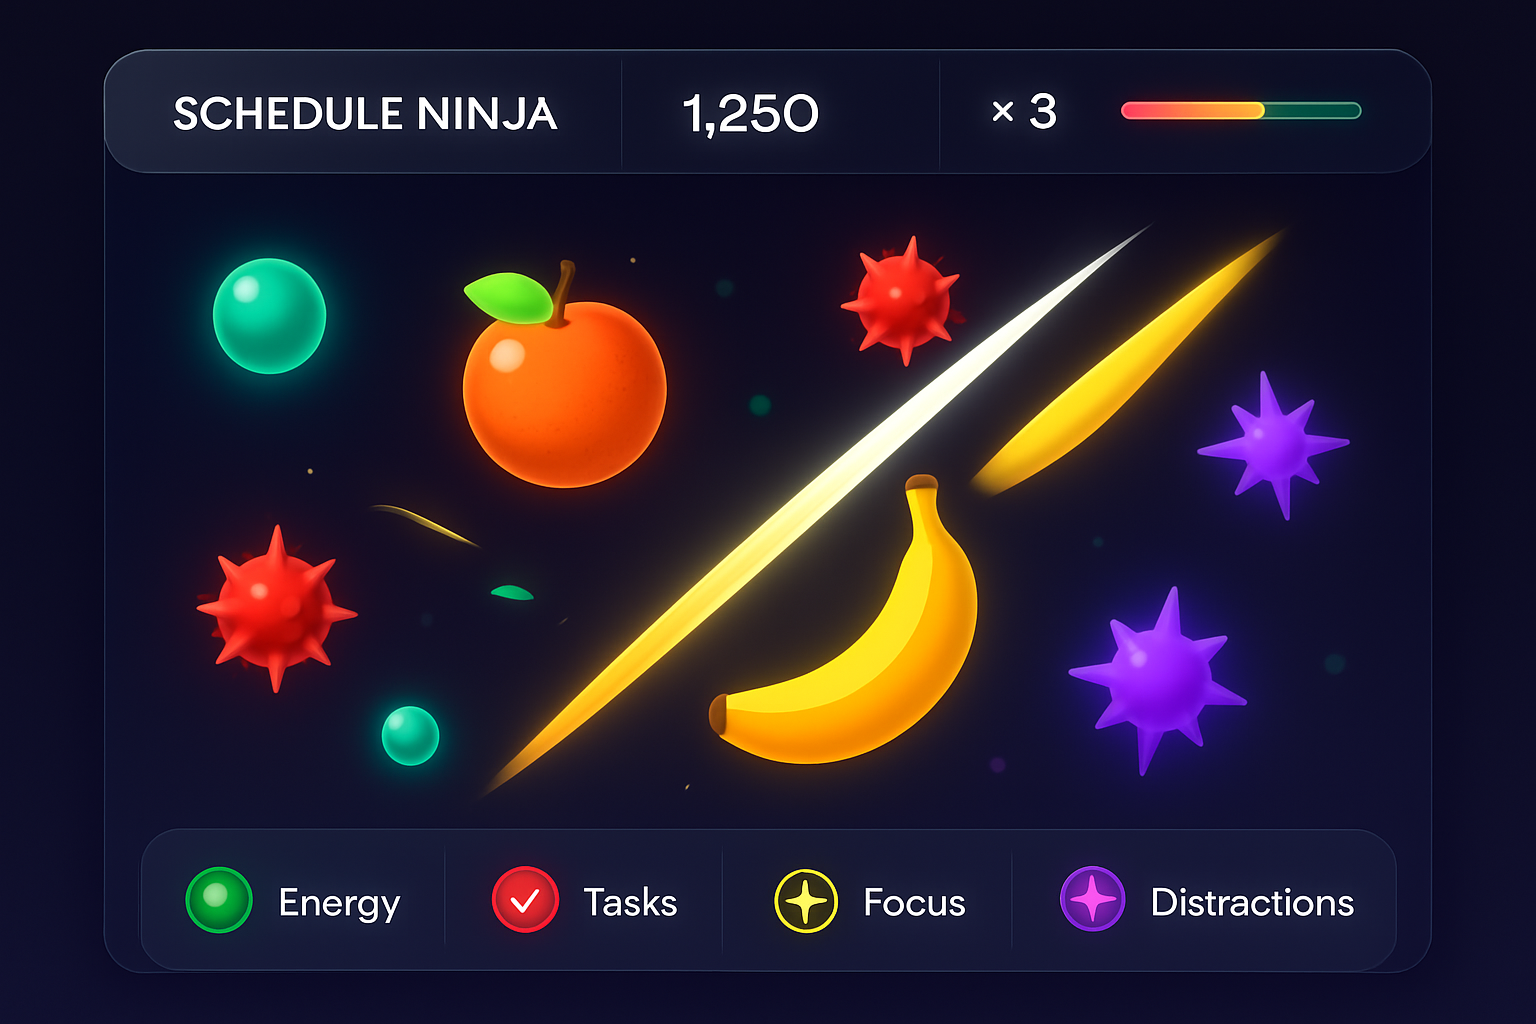 SCHEDULE NINJA
1,250
× 3
Energy
Tasks
Focus
Distractions